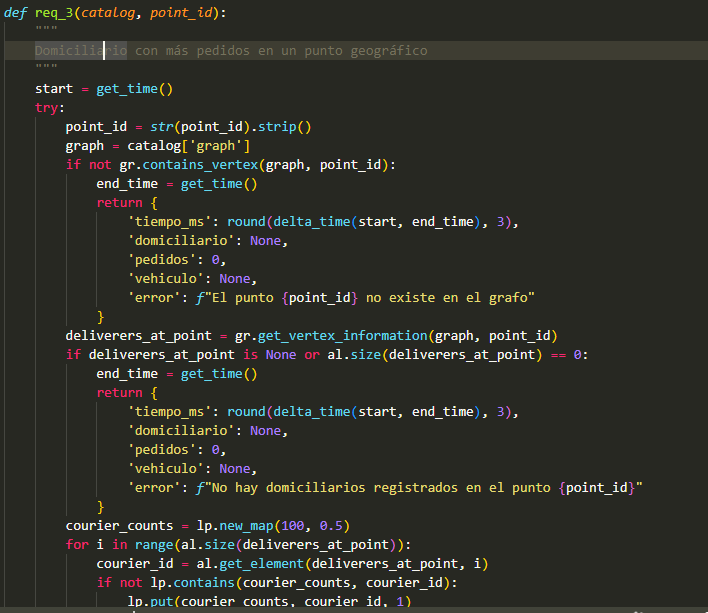 def req_3(catalog, point_id):
    """
    Domiciliario con más pedidos en un punto geográfico
    """
    start = get_time()
    try:
        point_id = str(point_id).strip()
        graph = catalog['graph']
        if not gr.contains_vertex(graph, point_id):
            end_time = get_time()
            return {
                'tiempo_ms': round(delta_time(start, end_time), 3),
                'domiciliario': None,
                'pedidos': 0,
                'vehiculo': None,
                'error': f"El punto {point_id} no existe en el grafo"
            }
        deliverers_at_point = gr.get_vertex_information(graph, point_id)
        if deliverers_at_point is None or al.size(deliverers_at_point) == 0:
            end_time = get_time()
            return {
                'tiempo_ms': round(delta_time(start, end_time), 3),
                'domiciliario': None,
                'pedidos': 0,
                'vehiculo': None,
                'error': f"No hay domiciliarios registrados en el punto {point_id}"
            }
        courier_counts = lp.new_map(100, 0.5)
        for i in range(al.size(deliverers_at_point)):
            courier_id = al.get_element(deliverers_at_point, i)
            if not lp.contains(courier_counts, courier_id):
                lp.put(courier_counts, courier_id, 1)